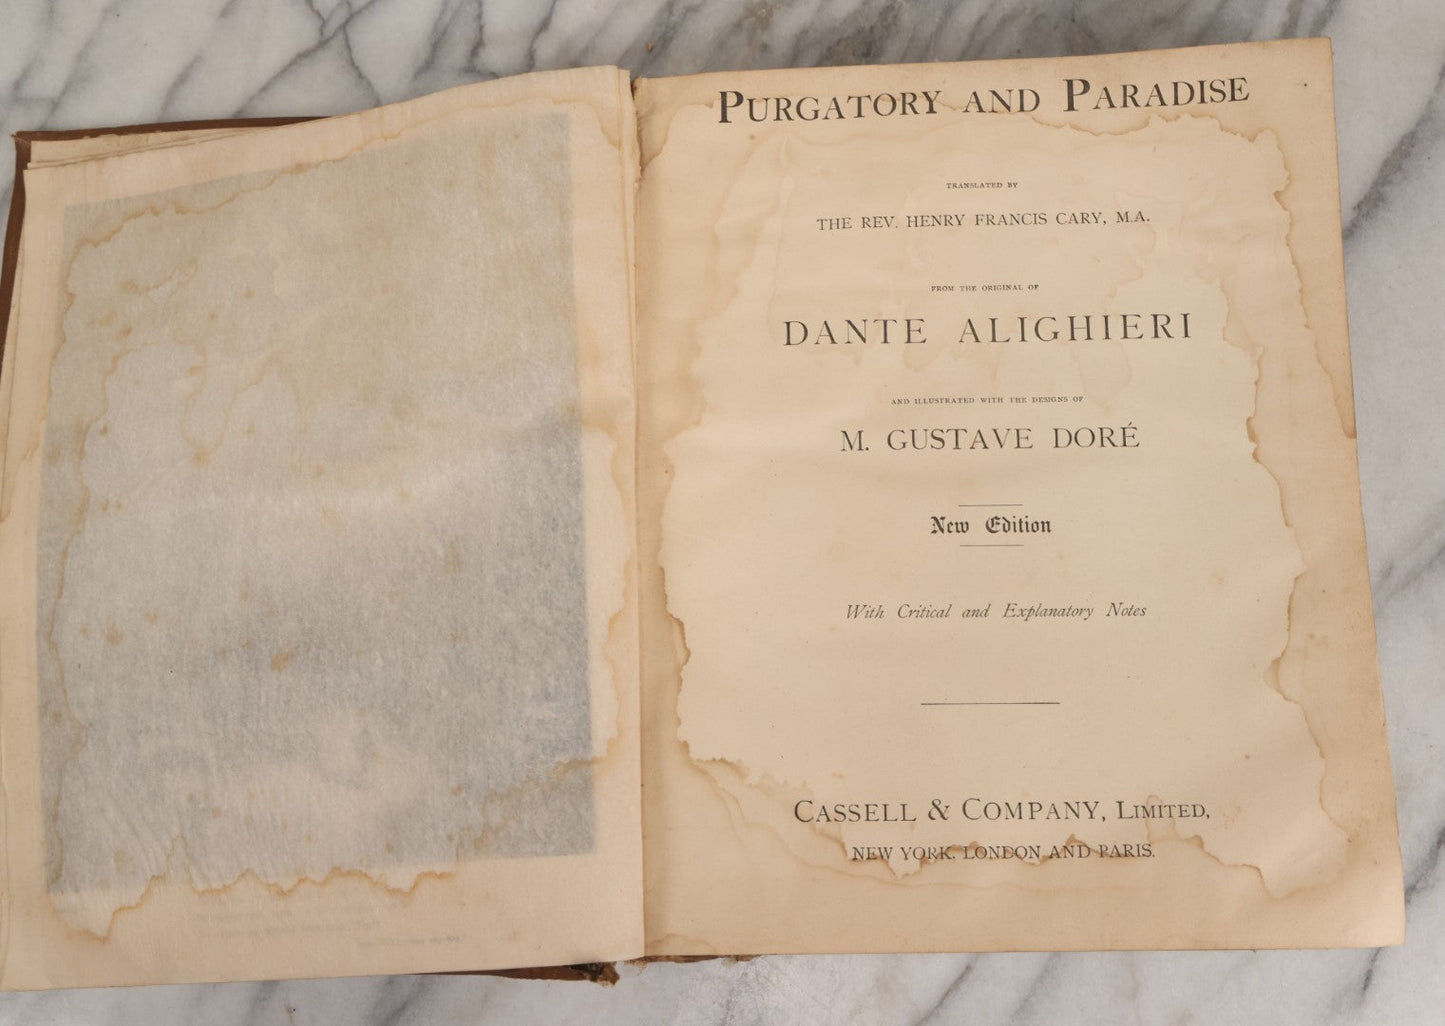 PURGATORY AND PARADISE
TRANSLATED BY
THE REV. HENRY FRANCIS CARY, M.A.
FROM THE ORIGINAL OF
DANTE ALIGHIERI
AND ILLUSTRATED WITH THE DESIGNS OF
M. GUSTAVE DORÉ
New Edition
With Critical and Explanatory Notes
CASSELL & COMPANY, LIMITED,
NEW YORK, LONDON AND PARIS.